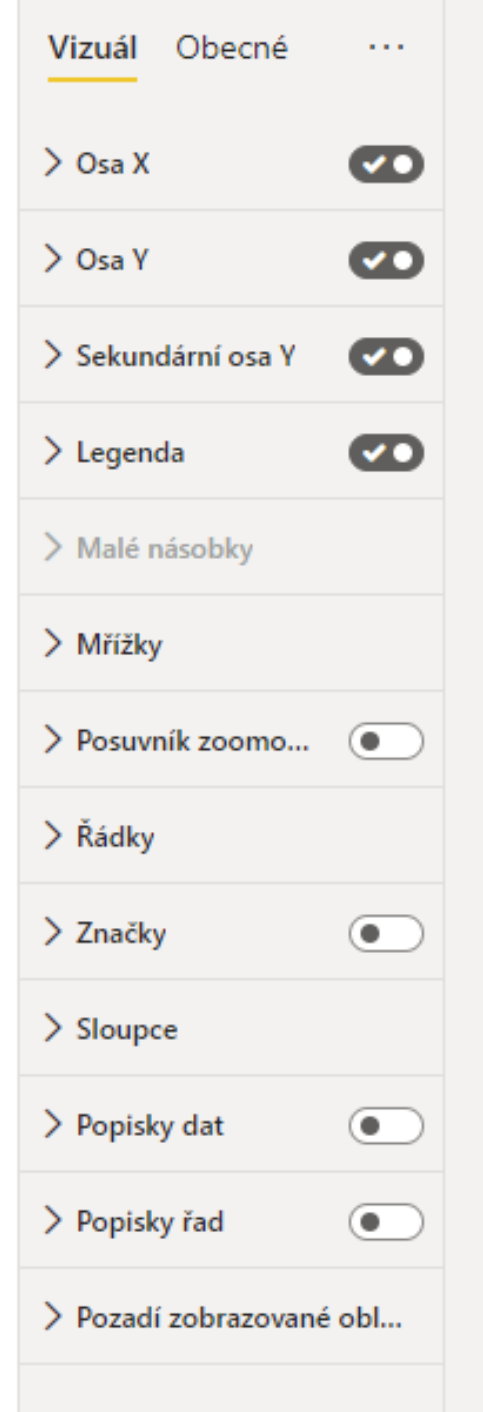 Vizuál Obecné ...
Osa X
Osa Y
Sekundární osa Y
Legenda
Malé násobky
Mřížky
Posuvník zoomo...
Řádky
Značky
Sloupce
Popisky dat
Popisky řad
Pozadí zobrazované obl...